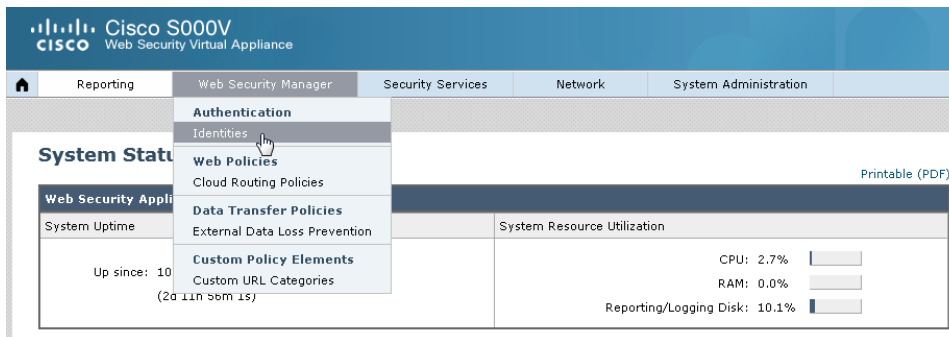 Cisco S000V
CISCO Web Security Virtual Appliance
Reporting Web Security Manager Security Services Network System Administration
Authentication
Identities
System Statu
Web Policies
Cloud Routing Policies
Printable (PDF)
Web Security Appli
Data Transfer Policies
System Uptime
External Data Loss Prevention
System Resource Utilization
Custom Policy Elements
CPU: 2.7%
Up since: 10
Custom URL Categories
RAM: 0.0%
(2d 11h 56m 1s)
Reporting/Logging Disk: 10.1%